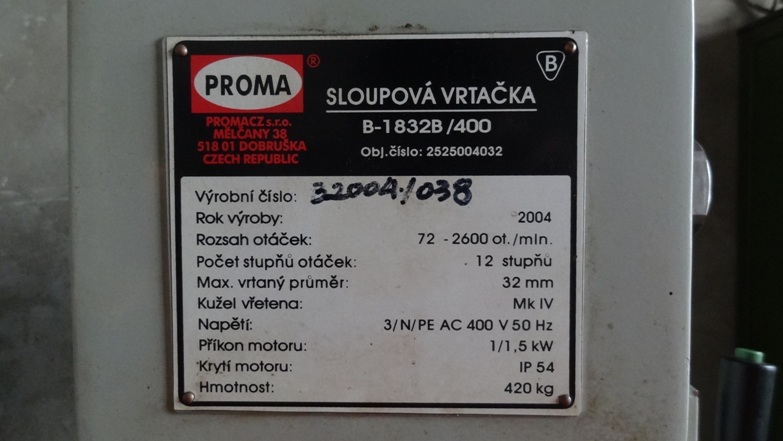 PROMA ®
PROMACZ s.r.o.
MĚLČANY 38
518 01 DOBRUŠKA
CZECH REPUBLIC
SLOUPOVÁ VRTAČKA
B-1832B/400
Obj.číslo: 2525004032
B
Výrobní číslo: 32004/038
Rok výroby: 2004
Rozsah otáček: 72 - 2600 ot./min.
Počet stupňů otáček: 12 stupňů
Max. vrtaný průměr: 32 mm
Kužel vřetena: Mk IV
Napětí: 3/N/PE AC 400 V 50 Hz
Příkon motoru: 1/1,5 kW
Krytí motoru: IP 54
Hmotnost: 420 kg